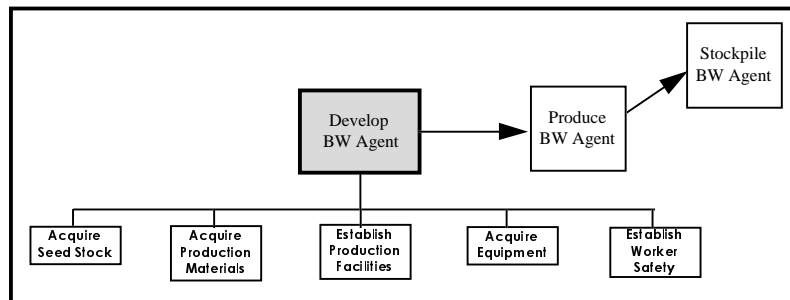 Stockpile
BW Agent
Develop
BW Agent
Produce
BW Agent
Acquire
Seed Stock
Acquire
Production
Materials
Establish
Production
Facilities
Acquire
Equipment
Establish
Worker
Safety